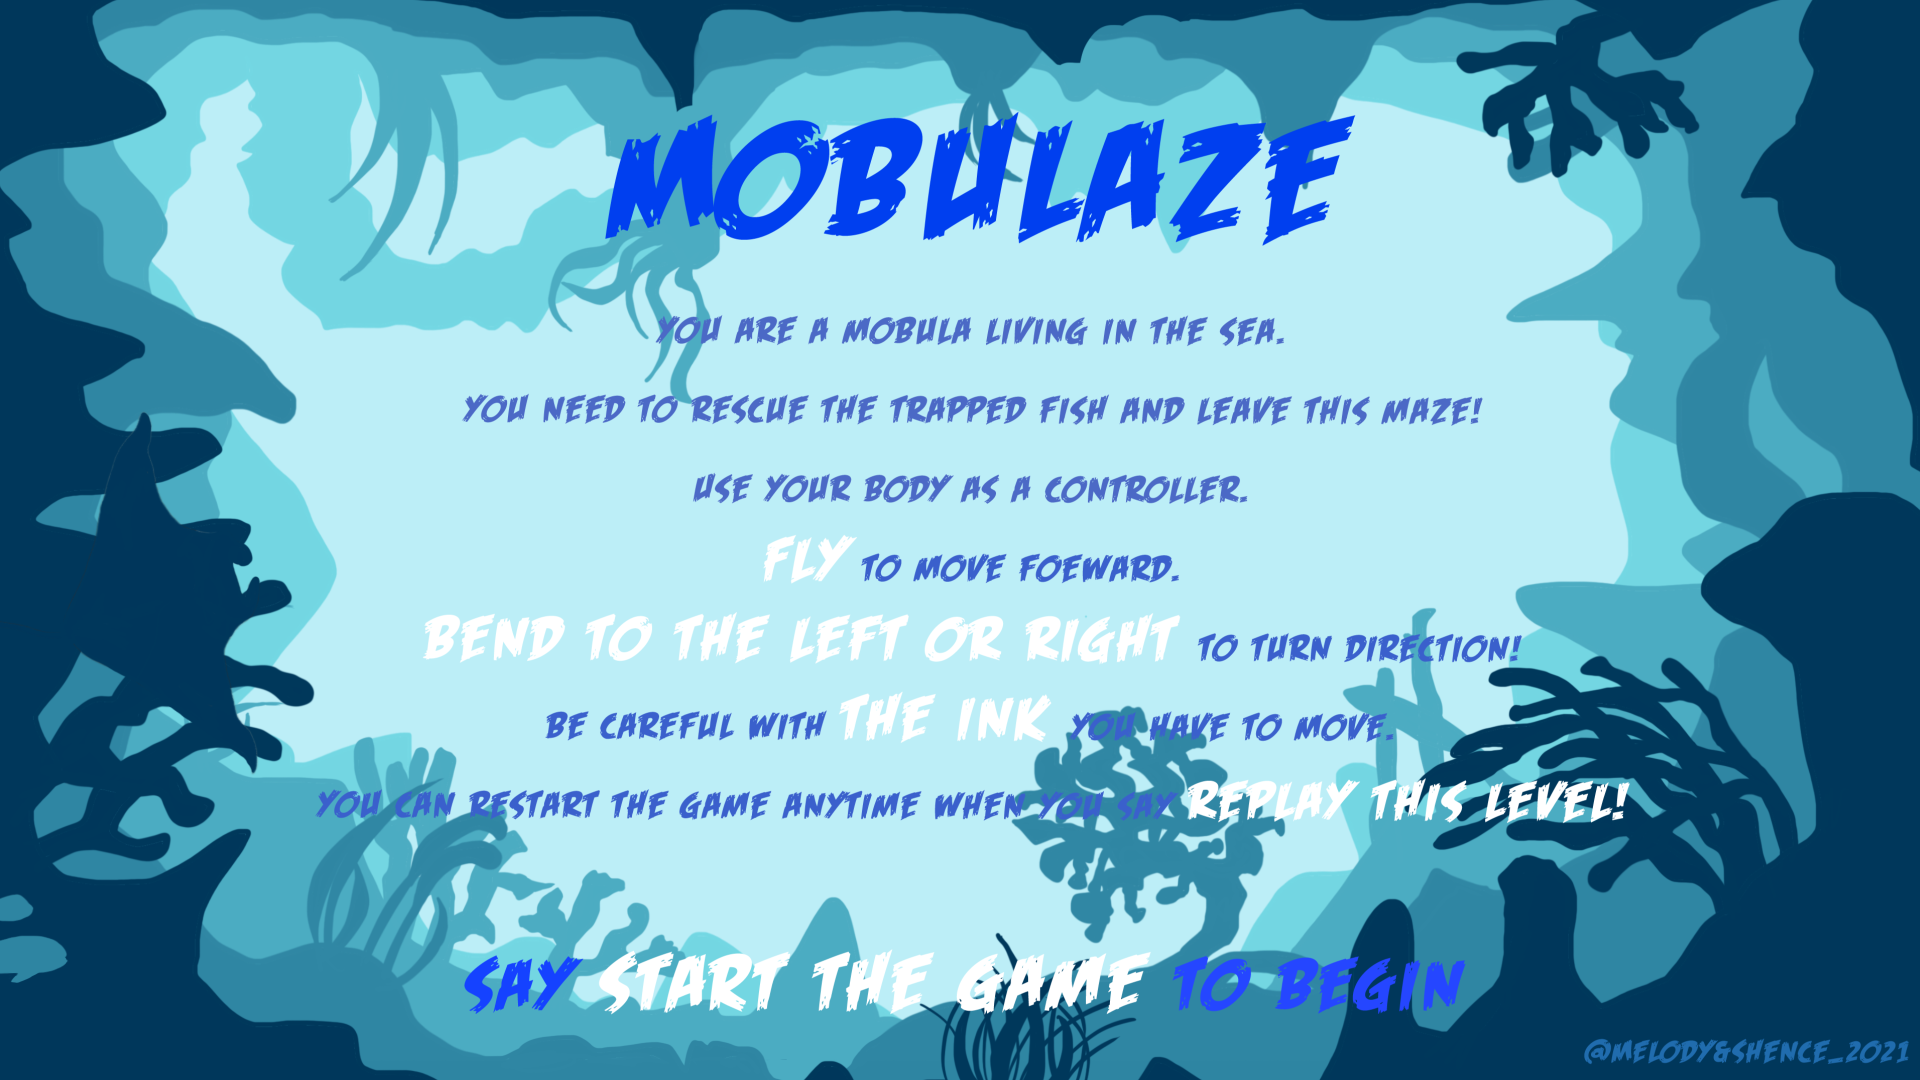 MOBULAZE
YOU ARE A MOBULA LIVING IN THE SEA.
YOU NEED TO RESCUE THE TRAPPED FISH AND LEAVE THIS MAZE!
USE YOUR BODY AS A CONTROLLER.
FLY TO MOVE FOEWARD.
BEND TO THE LEFT OR RIGHT TO TURN DIRECTION!
BE CAREFUL WITH THE INK YOU HAVE TO MOVE.
YOU CAN RESTART THE GAME ANYTIME WHEN YOU SAY REPLAY THIS LEVEL!
SAY START THE GAME TO BEGIN
@MELODY&SHENCE_2021